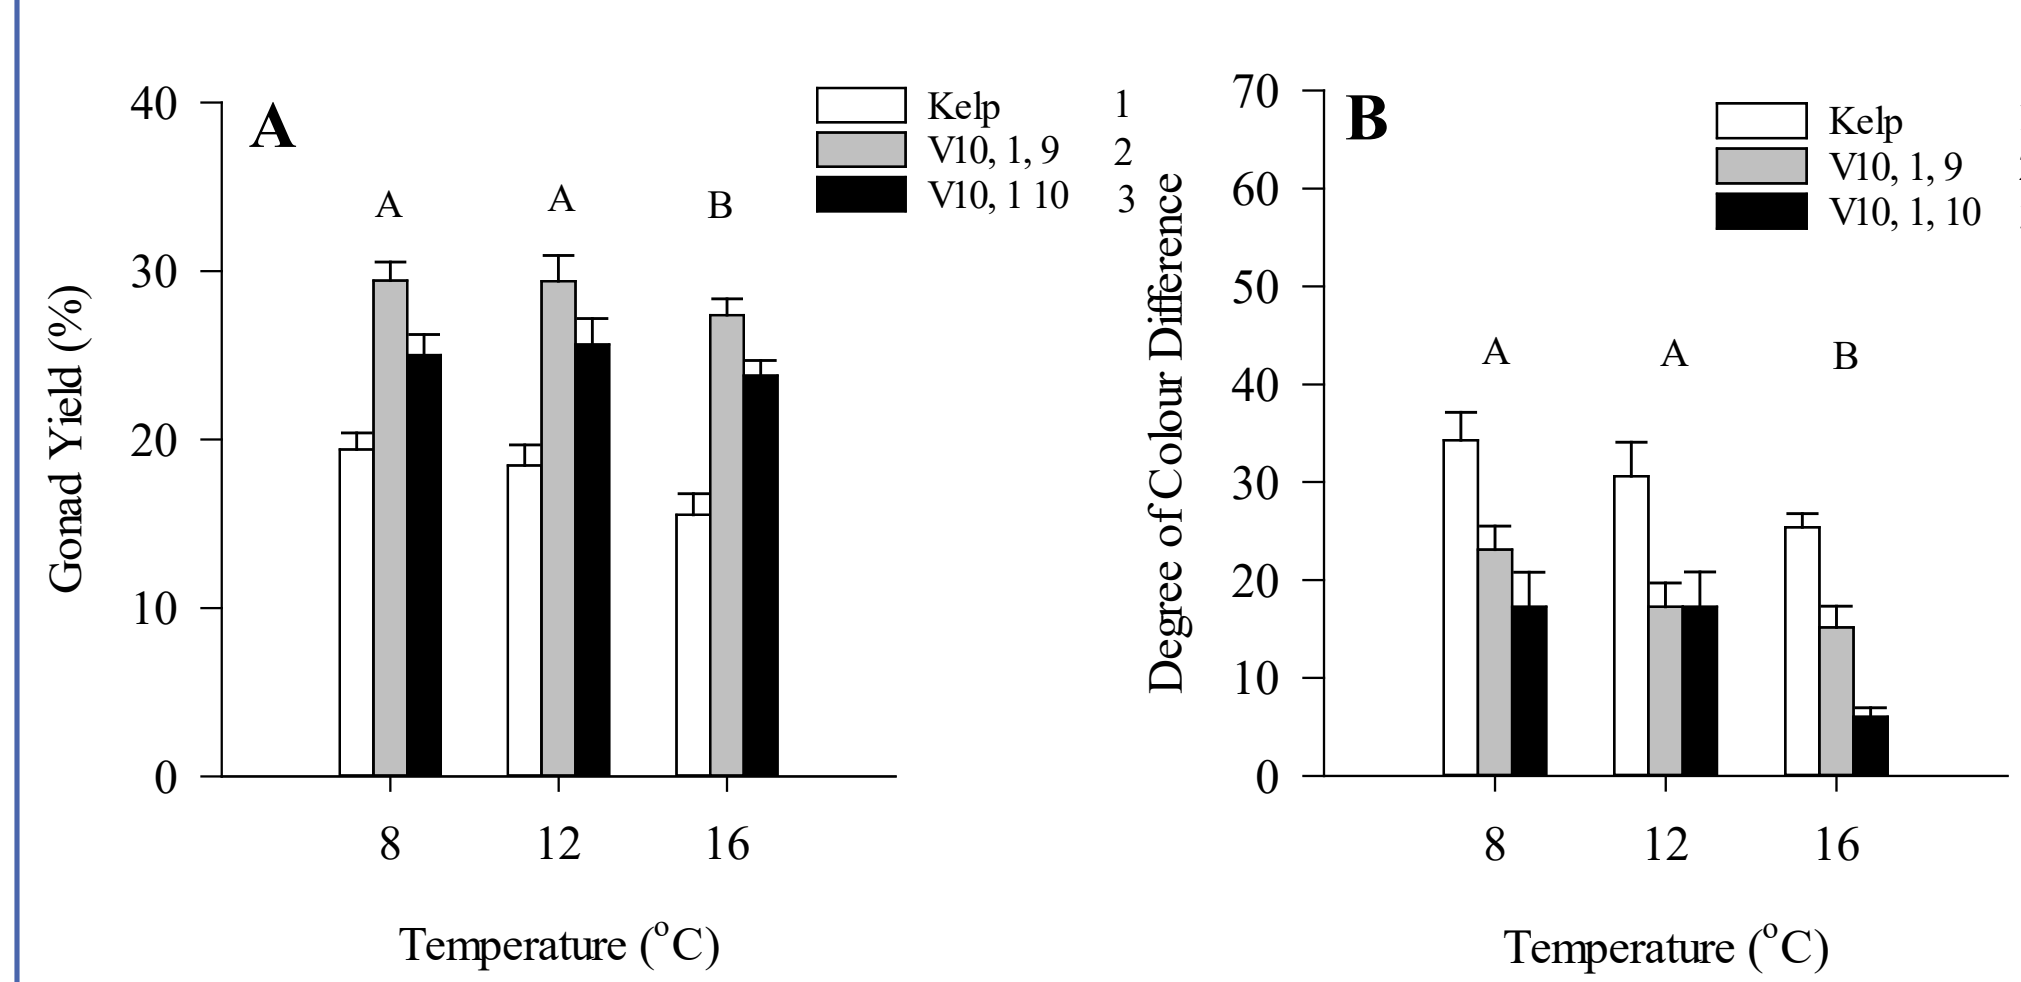 A
40
30
20
10
0
Gonad Yield (%)
Kelp 1
V10, 1, 9 2
V10, 1 10 3
A A B
8 12 16
Temperature (°C)
B
70
60
50
40
30
20
10
0
Degree of Colour Difference
Kelp
V10, 1, 9
V10, 1, 10
A A B
8 12 16
Temperature (°C)